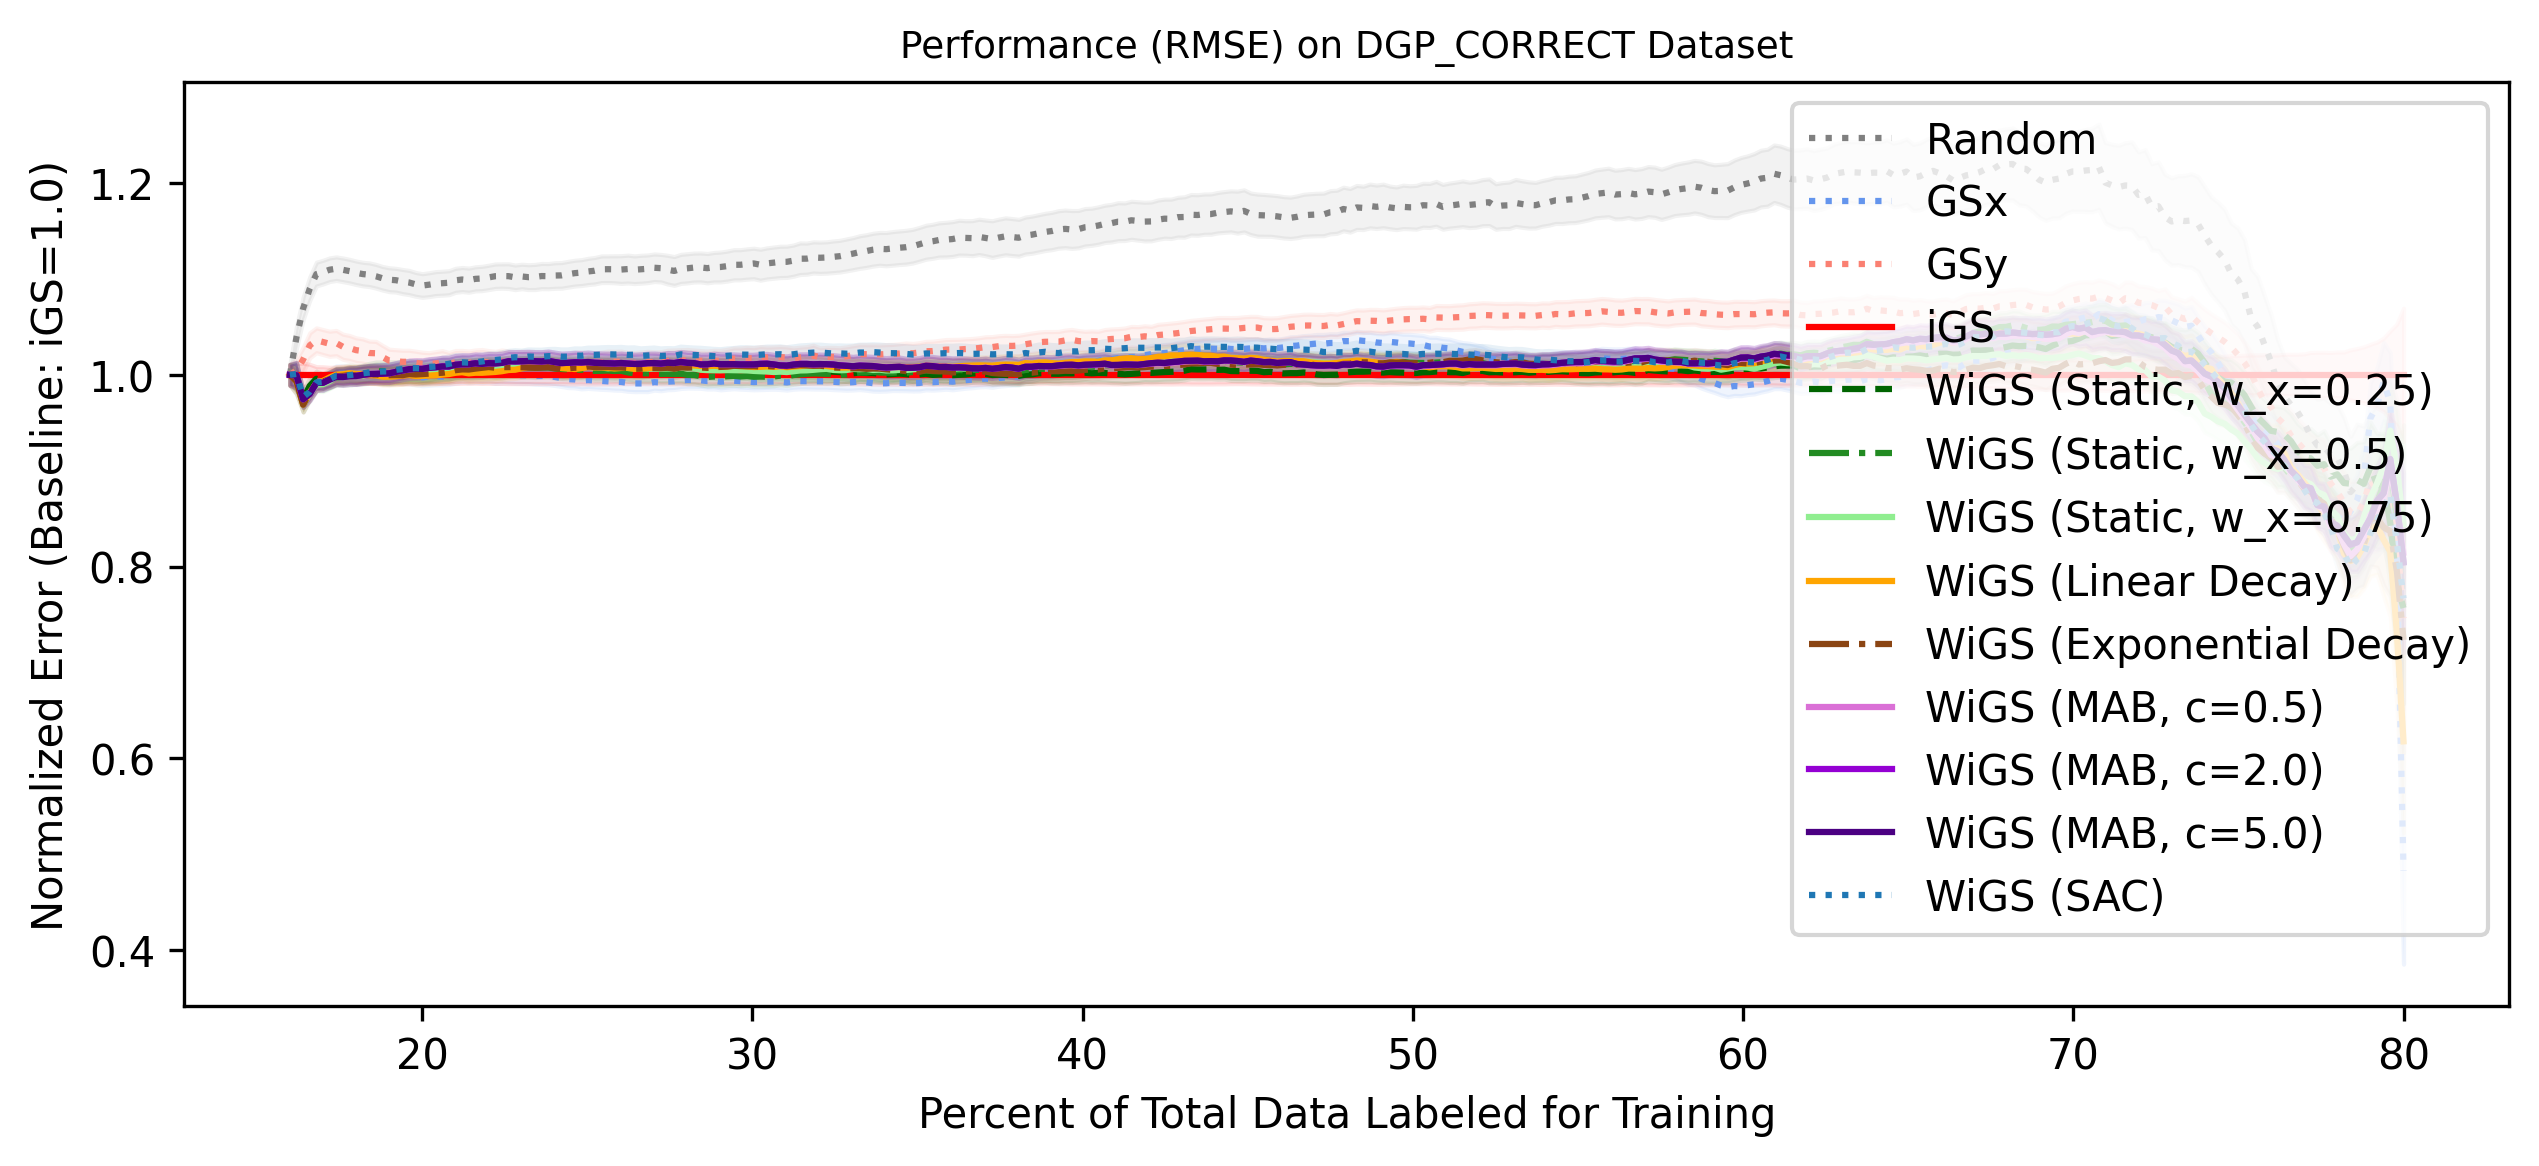 Performance (RMSE) on DGP_CORRECT Dataset
Normalized Error (Baseline: iGS=1.0)
1.2
1.0
0.8
0.6
0.4
20
30
40
50
60
70
80
Percent of Total Data Labeled for Training
Random
GSx
GSy
iGS
WiGS (Static, w_x=0.25)
WiGS (Static, w_x=0.5)
WiGS (Static, w_x=0.75)
WiGS (Linear Decay)
WiGS (Exponential Decay)
WiGS (MAB, c=0.5)
WiGS (MAB, c=2.0)
WiGS (MAB, c=5.0)
WiGS (SAC)